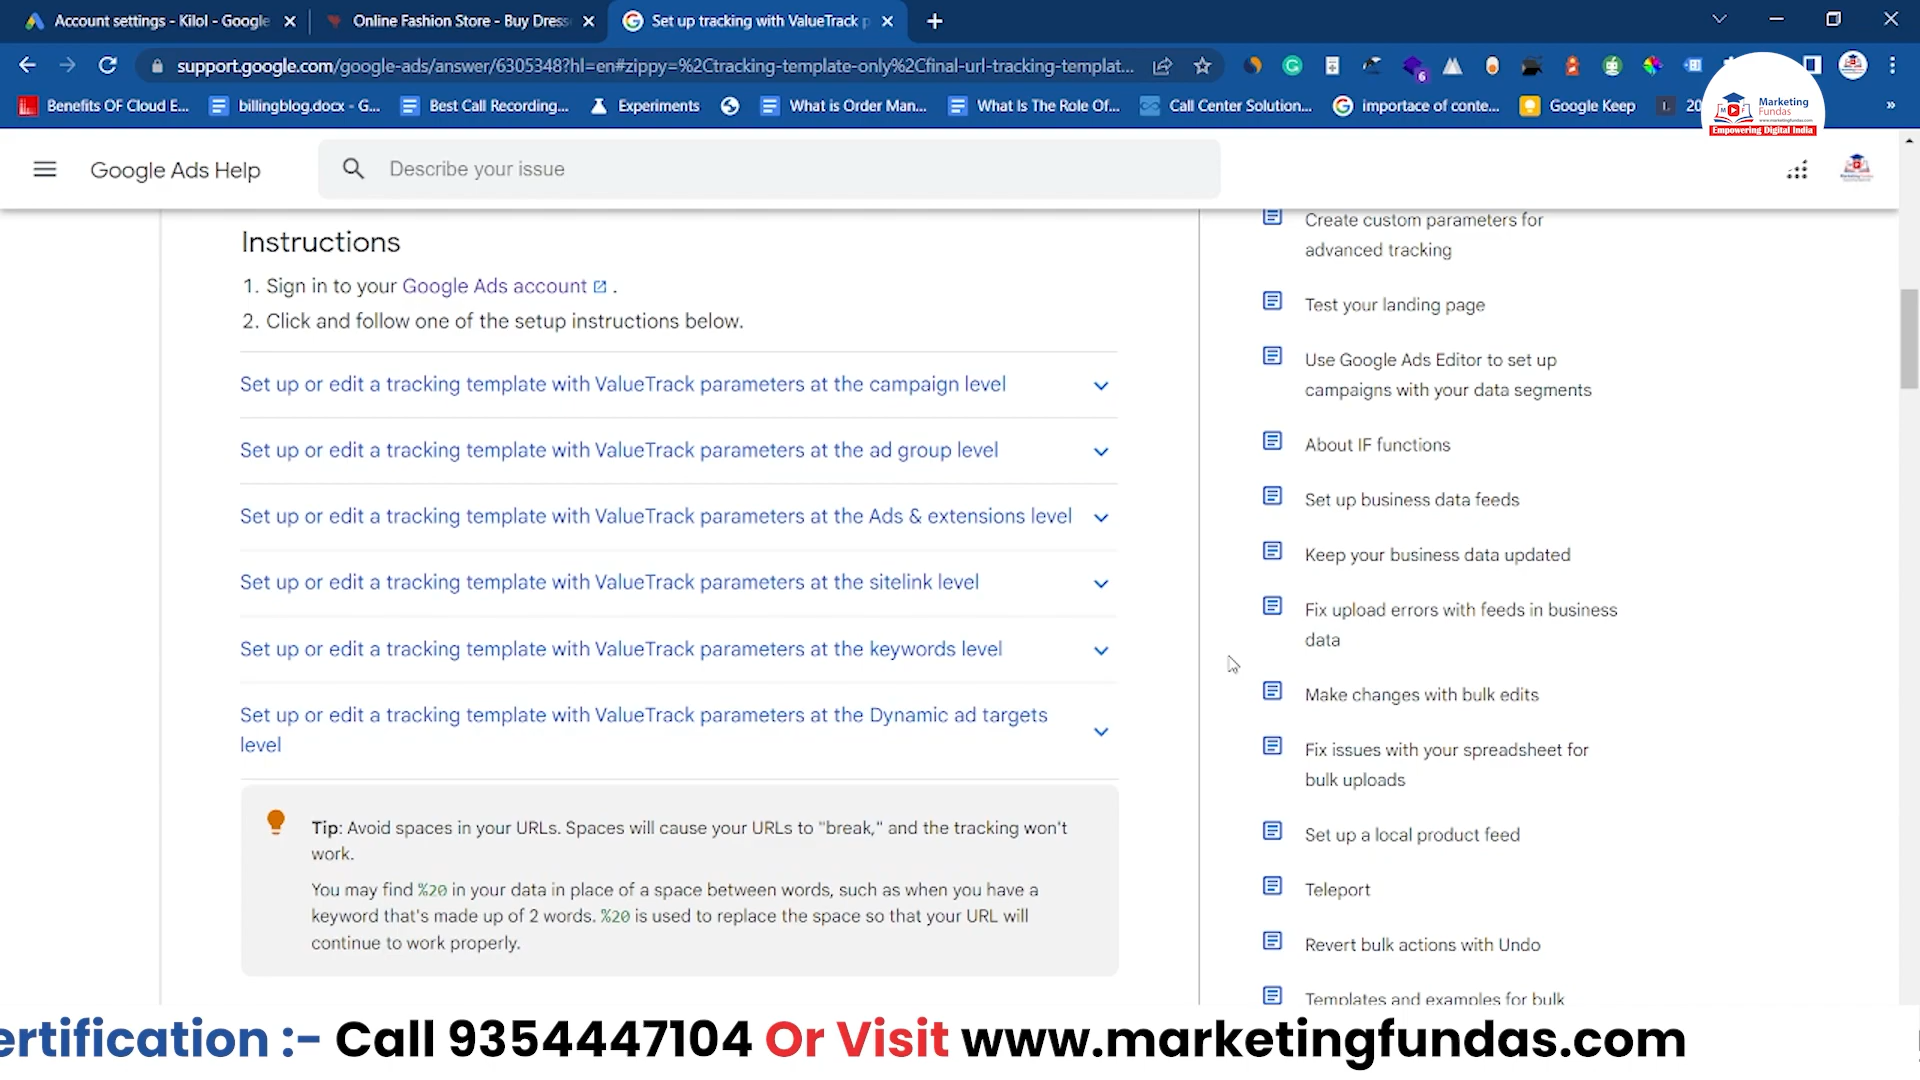 Account settings - Kilol - Google
Online Fashion Store - Buy Dress
Set up tracking with ValueTrack p
support.google.com/google-ads/answer/6305348?hl=en#zippy=%2Ctracking-template-only%2Cfinal-url-tracking-templat...
6
Benefits OF Cloud E...
billingblog.docx - G...
Best Call Recording...
Experiments
What is Order Man...
What Is The Role Of...
Call Center Solution...
importace of conte...
Google Keep
L
20
»
Marketing
Fundas
www.marketingfundas.com
Empowering Digital India
Google Ads Help
Describe your issue
Instructions
1. Sign in to your Google Ads account .
2. Click and follow one of the setup instructions below.
Set up or edit a tracking template with ValueTrack parameters at the campaign level
Set up or edit a tracking template with ValueTrack parameters at the ad group level
Set up or edit a tracking template with ValueTrack parameters at the Ads & extensions level
Set up or edit a tracking template with ValueTrack parameters at the sitelink level
Set up or edit a tracking template with ValueTrack parameters at the keywords level
Set up or edit a tracking template with ValueTrack parameters at the Dynamic ad targets
level
Tip: Avoid spaces in your URLs. Spaces will cause your URLs to "break," and the tracking won't
work.
You may find %20 in your data in place of a space between words, such as when you have a
keyword that's made up of 2 words. %20 is used to replace the space so that your URL will
continue to work properly.
Create custom parameters for
advanced tracking
Test your landing page
Use Google Ads Editor to set up
campaigns with your data segments
About IF functions
Set up business data feeds
Keep your business data updated
Fix upload errors with feeds in business
data
Make changes with bulk edits
Fix issues with your spreadsheet for
bulk uploads
Set up a local product feed
Teleport
Revert bulk actions with Undo
Templates and examples for bulk
ertification :- Call 9354447104 Or Visit www.marketingfundas.com